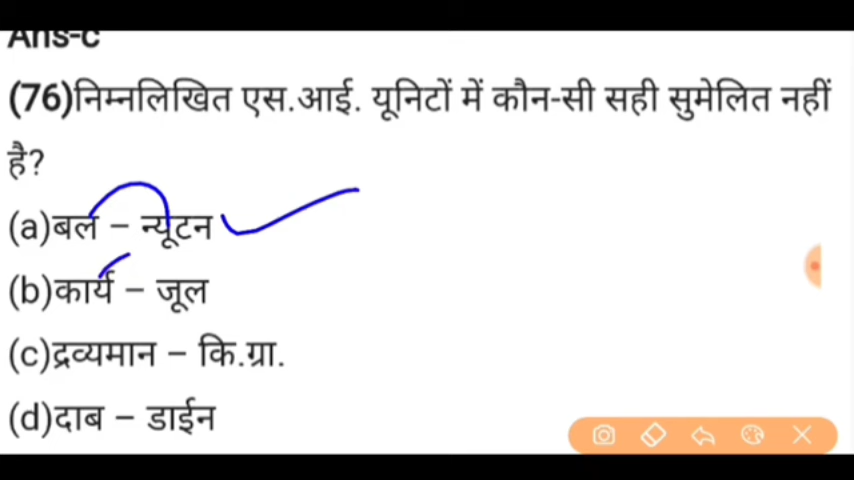 Ans-c
(76)निम्नलिखित एस.आई. यूनिटों में कौन-सी सही सुमेलित नहीं
है?
(a)बल – न्यूटन
(b)कार्य – जूल
(c)द्रव्यमान – कि.ग्रा.
(d)दाब – डाईन